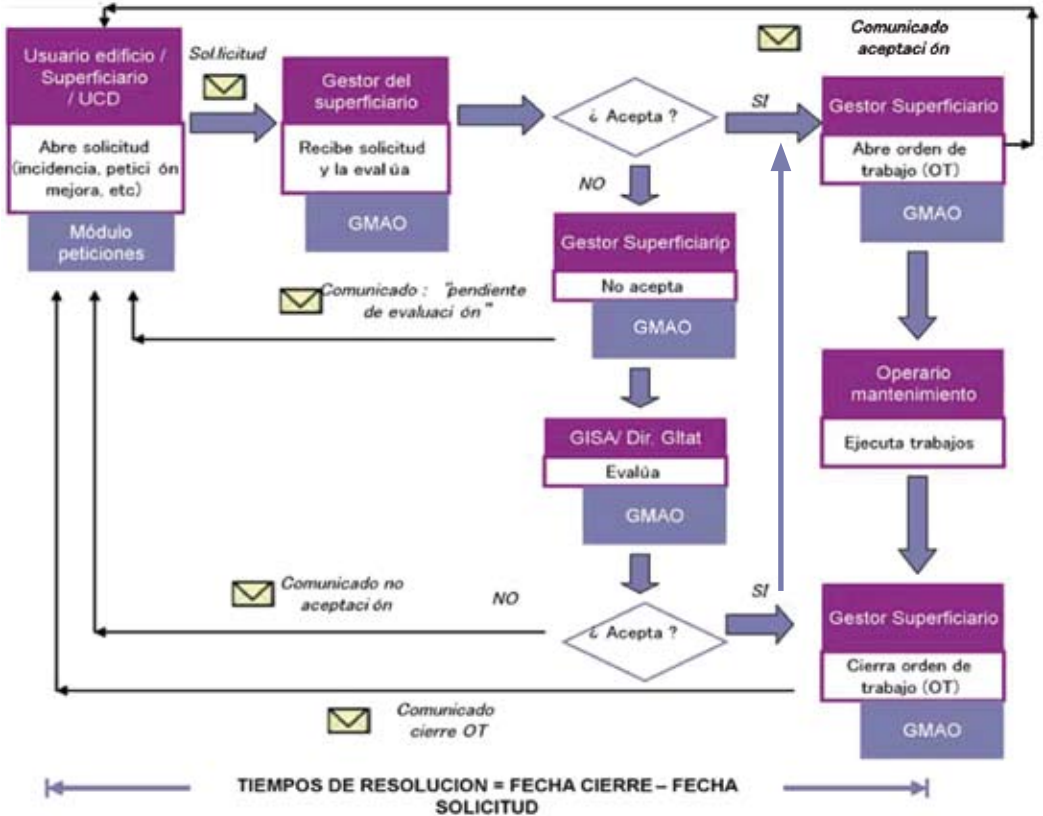 Usuario edificio /
Superficiario
/ UCD
Abre solicitud
(incidencia, petici ón
mejora, etc)
Módulo
peticiones
Sol.licitud
Gestor del
superficiario
Recibe solicitud
y la eval úa
GMAO
¿ Acepta ?
SI
NO
Comunicado
aceptaci ón
Gestor Superficiario
Abre orden de
trabajo (OT)
GMAO
Gestor Superficiarip
No acepta
GMAO
Comunicado : "pendiente
de evaluaci ón"
Operario
mantenimiento
Ejecuta trabajos
GISA/ Dir. Gltat
Evalúa
GMAO
¿ Acepta ?
SI
NO
Comunicado no
aceptaci ón
Gestor Superficiario
Cierra orden de
trabajo (OT)
GMAO
Comunicado
cierre OT
TIEMPOS DE RESOLUCION = FECHA CIERRE – FECHA
SOLICITUD